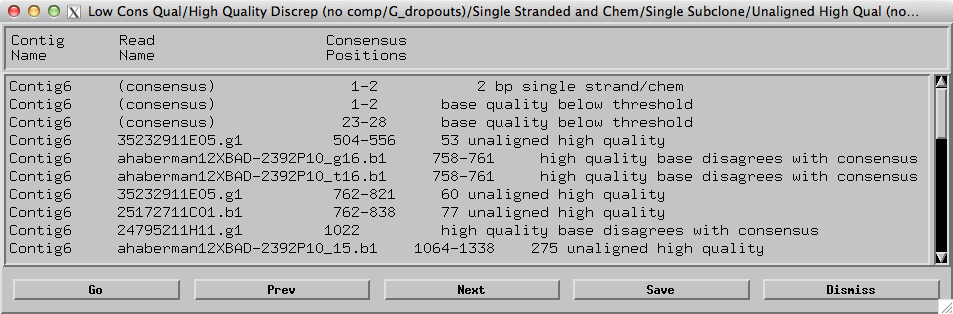 Low Cons Qual/High Quality Discrep (no comp/G_dropouts)/Single Stranded and Chem/Single Subclone/Unaligned High Qual (no...
Contig Read Consensus
Name Name Positions
Contig6 (consensus) 1-2 2 bp single strand/chem
Contig6 (consensus) 1-2 base quality below threshold
Contig6 (consensus) 23-28 base quality below threshold
Contig6 35232911E05.g1 504-556 53 unaligned high quality
Contig6 ahaberman12XBAD-2392P10_g16.b1 758-761 high quality base disagrees with consensus
Contig6 ahaberman12XBAD-2392P10_t16.b1 758-761 high quality base disagrees with consensus
Contig6 35232911E05.g1 762-821 60 unaligned high quality
Contig6 25172711C01.b1 762-838 77 unaligned high quality
Contig6 24795211H11.g1 1022 high quality base disagrees with consensus
Contig6 ahaberman12XBAD-2392P10_15.b1 1064-1338 275 unaligned high quality
Go Prev Next Save Dismiss